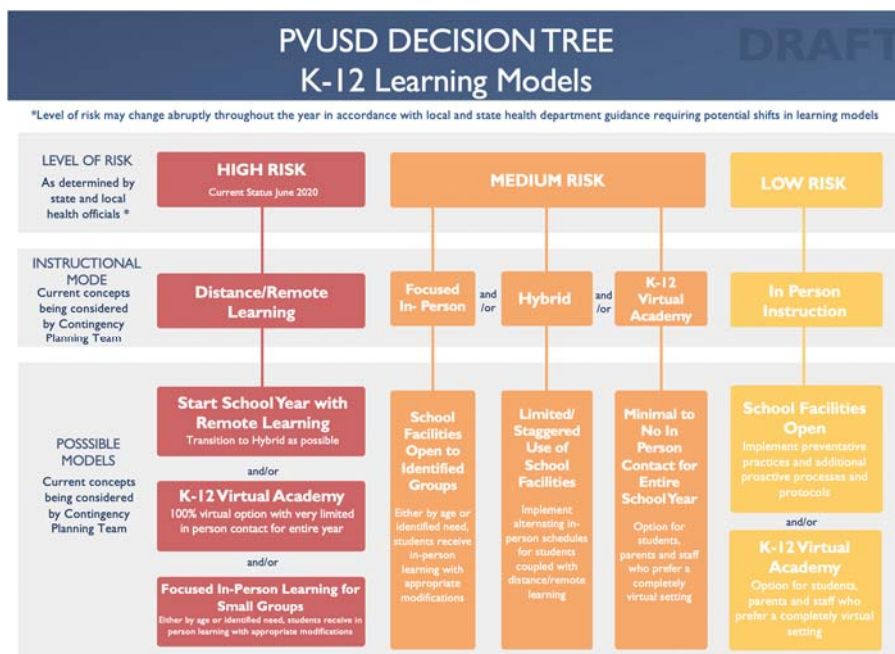 PVUSD DECISION TREE
DRAFT
K-12 Learning Models
*Level of risk may change abruptly throughout the year in accordance with local and state health department guidance requiring potential shifts in learning models
LEVEL OF RISK
As determined by
state and local
health officials *
HIGH RISK
Current Status June 2020
MEDIUM RISK
LOW RISK
INSTRUCTIONAL
MODE
Current concepts
being considered
by Contingency
Planning Team
Distance/Remote
Learning
Focused
In- Person
and
/or
Hybrid
and
/or
K-12
Virtual
Academy
In Person
Instruction
POSSSIBLE
MODELS
Current concepts
being considered
by Contingency
Planning Team
Start School Year with
Remote Learning
Transition to Hybrid as possible
and/or
K-12 Virtual Academy
100% virtual option with very limited
in person contact for entire year
and/or
Focused In-Person Learning for
Small Groups
Either by age or identified need, students receive in
person learning with appropriate modifications
School
Facilities
Open to
Identified
Groups
Either by age or
identified need,
students receive
in-person
learning with
appropriate
modifications
Limited/
Staggered
Use of
School
Facilities
Implement
alternating in-
person schedules
for students
coupled with
distance/remote
learning
Minimal to
No In
Person
Contact for
Entire
School Year
Option for
students,
parents and staff
who prefer a
completely
virtual setting
School Facilities
Open
Implement preventative
practices and additional
proactive processes and
protocols
and/or
K-12 Virtual
Academy
Option for students,
parents and staff who
prefer a completely virtual
setting